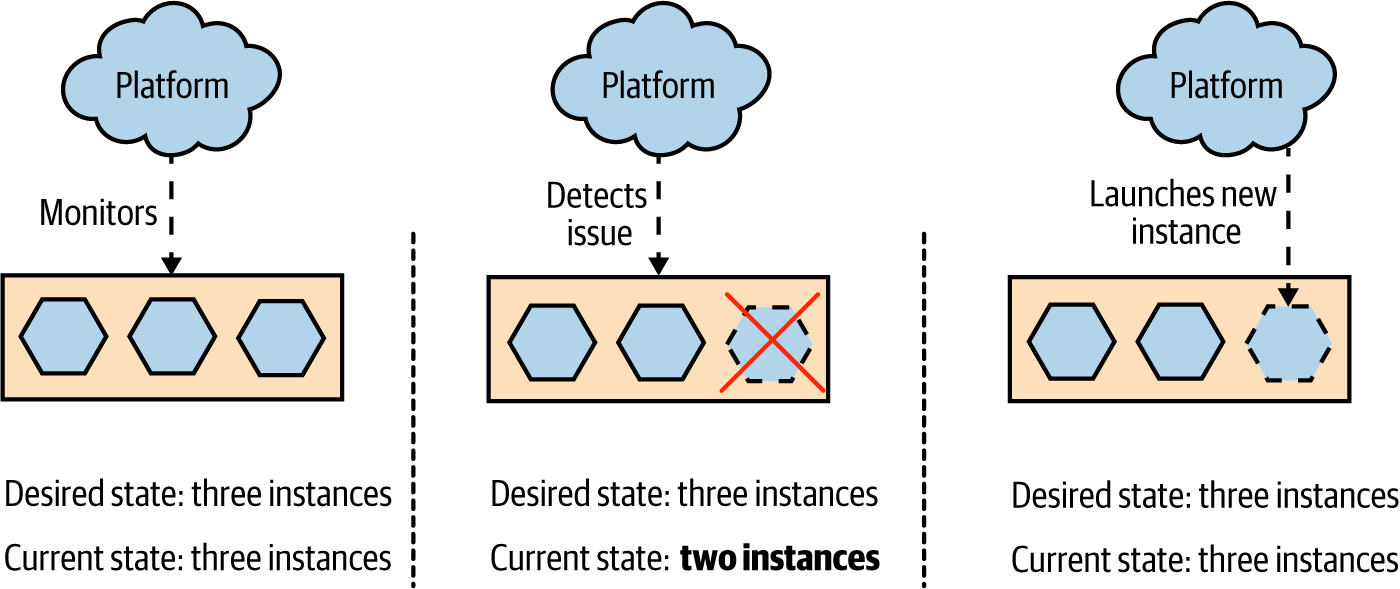 Platform
Monitors
Desired state: three instances
Current state: three instances
Platform
Detects
issue
Desired state: three instances
Current state: two instances
Platform
Launches new
instance
Desired state: three instances
Current state: three instances